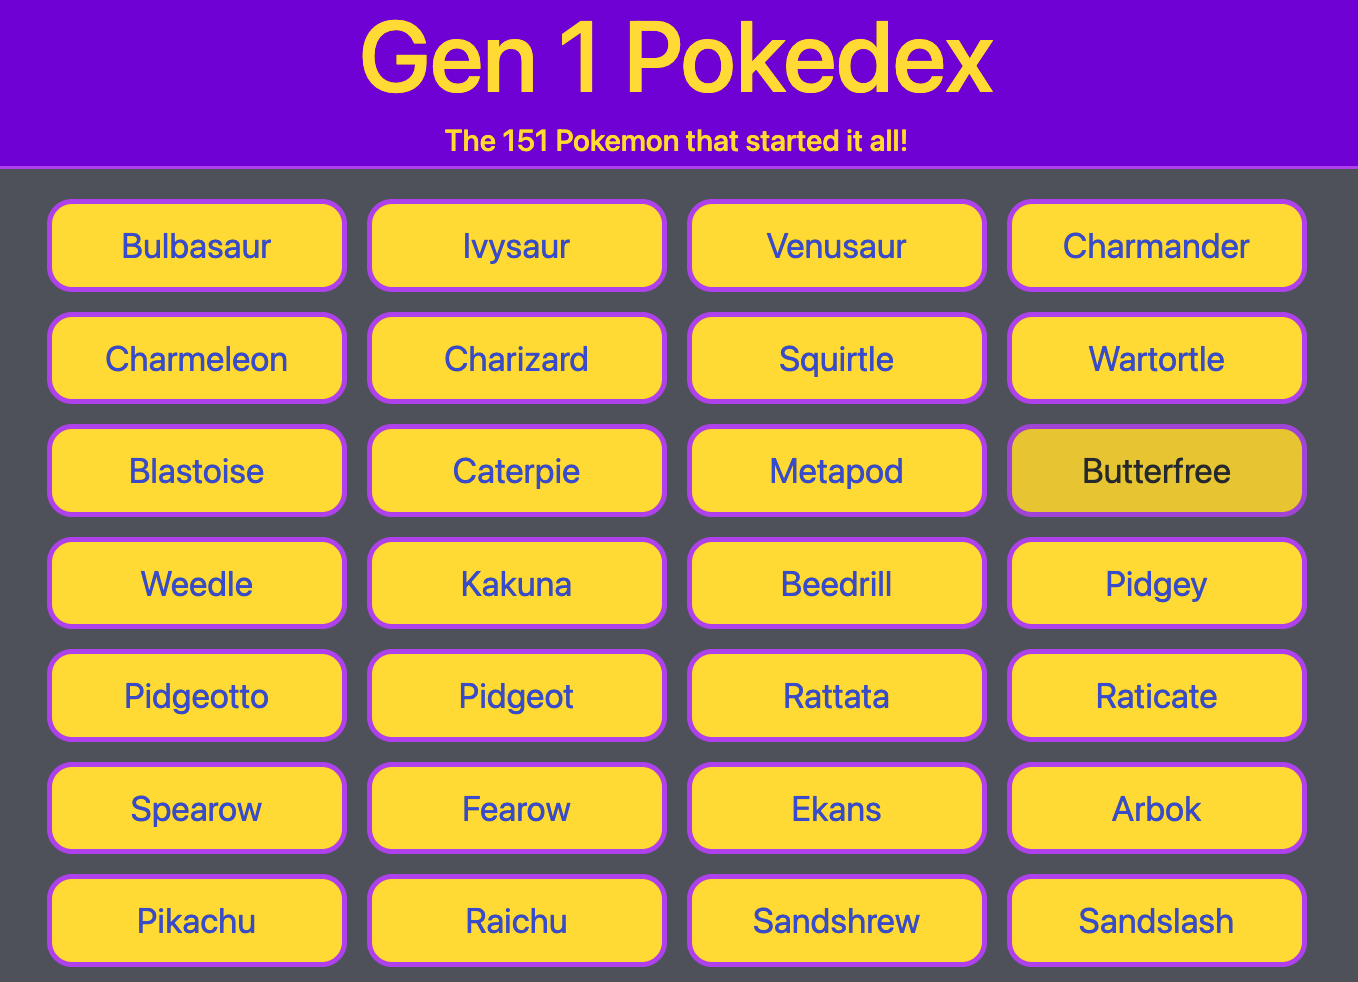 Gen 1 Pokedex
The 151 Pokemon that started it all!
Bulbasaur
Ivysaur
Venusaur
Charmander
Charmeleon
Charizard
Squirtle
Wartortle
Blastoise
Caterpie
Metapod
Butterfree
Weedle
Kakuna
Beedrill
Pidgey
Pidgeotto
Pidgeot
Rattata
Raticate
Spearow
Fearow
Ekans
Arbok
Pikachu
Raichu
Sandshrew
Sandslash